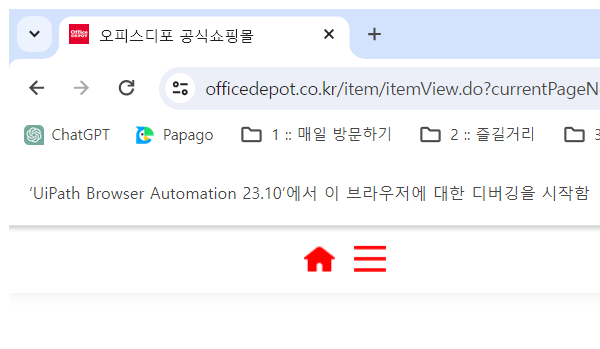 Office DEPOT 오피스디포 공식쇼핑몰
officedepot.co.kr/item/itemView.do?currentPageN
ChatGPT Papago 1 :: 매일 방문하기 2 :: 즐길거리 3
'UiPath Browser Automation 23.10'에서 이 브라우저에 대한 디버깅을 시작함